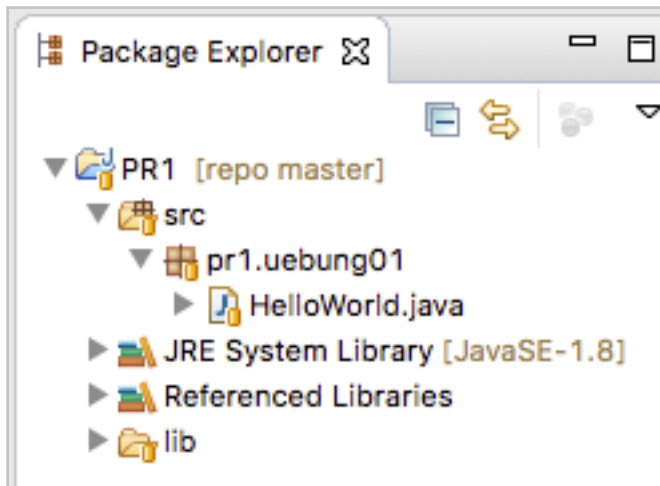 Package Explorer
PR1 [repo master]
src
pr1.uebung01
HelloWorld.java
JRE System Library [JavaSE-1.8]
Referenced Libraries
lib